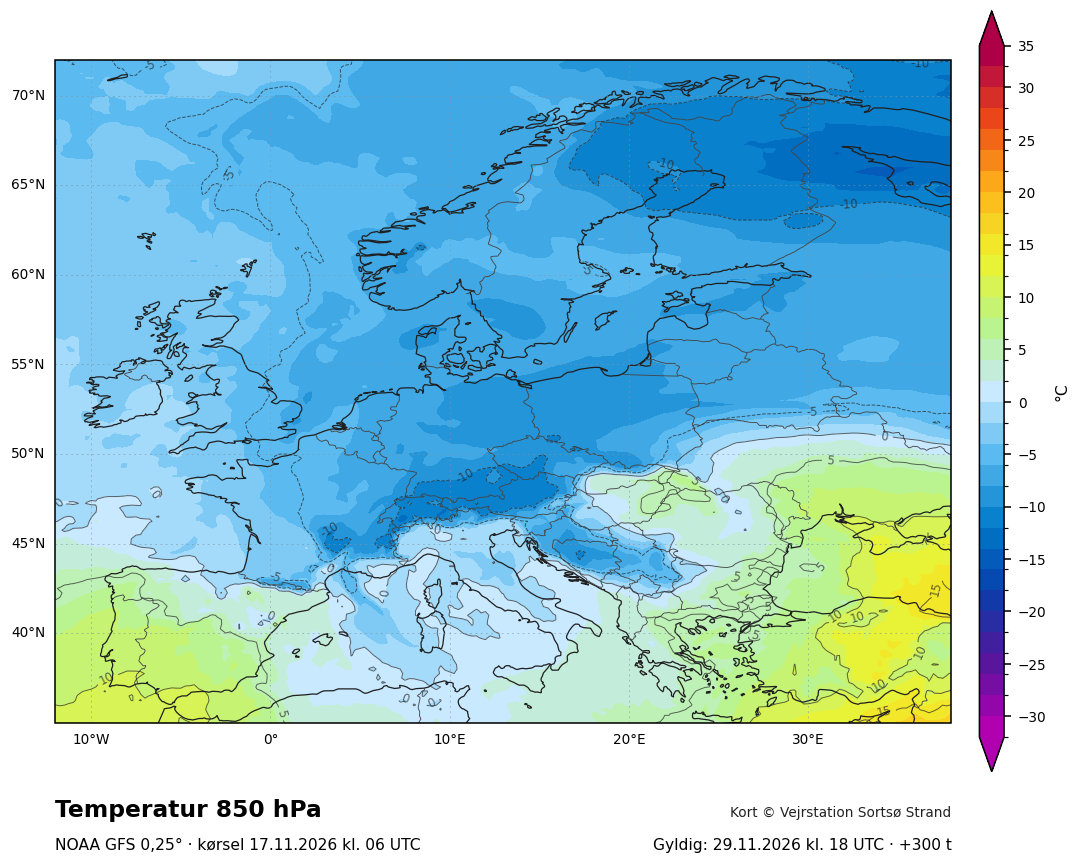 35
30
25
20
15
10
5
0
−5
−10
−15
−20
−25
−30
°C
70°N
65°N
60°N
55°N
50°N
45°N
40°N
10°W
0°
10°E
20°E
30°E
Temperatur 850 hPa
Kort © Vejrstation Sortsø Strand
NOAA GFS 0,25° · kørsel 17.11.2026 kl. 06 UTC
Gyldig: 29.11.2026 kl. 18 UTC · +300 t